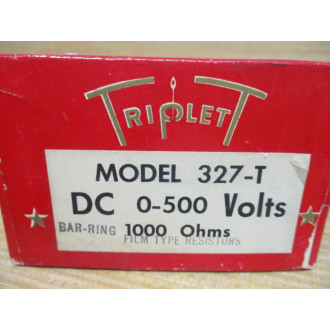 TRIPLETT
MODEL 327-T
DC 0-500 Volts
BAR-RING 1000 Ohms
FILM TYPE RESISTORS